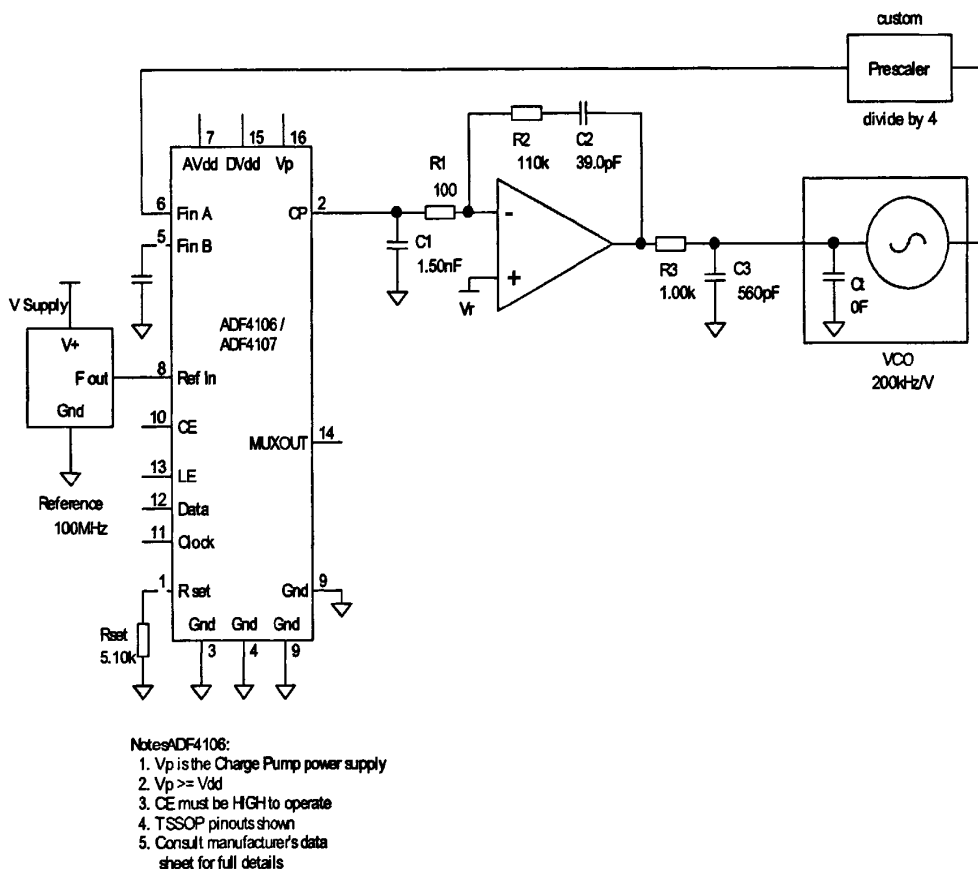 custom
Prescaler
divide by 4
7 15 16
AVdd DVdd Vp
R2 C2
110k 39.0pF
R1
100
6 Fin A
CP 2
5 Fin B
-
+
C1
1.50nF
Vr
R3
1.00k
C3
560pF
Ct
0F
VCO
200kHz/V
V Supply
V+
F out
Gnd
ADF4106 /
ADF4107
8 Ref In
10 CE
MUXOUT 14
13 LE
Reference
100MHz
12 Data
11 Clock
1 Rset
Gnd 9
Rset
5.10k
Gnd Gnd Gnd
3 4 9
NotesADF4106:
1. Vp is the Charge Pump power supply
2. Vp >= Vdd
3. CE must be HIGH to operate
4. TSSOP pinouts shown
5. Consult manufacturer's data
sheet for full details